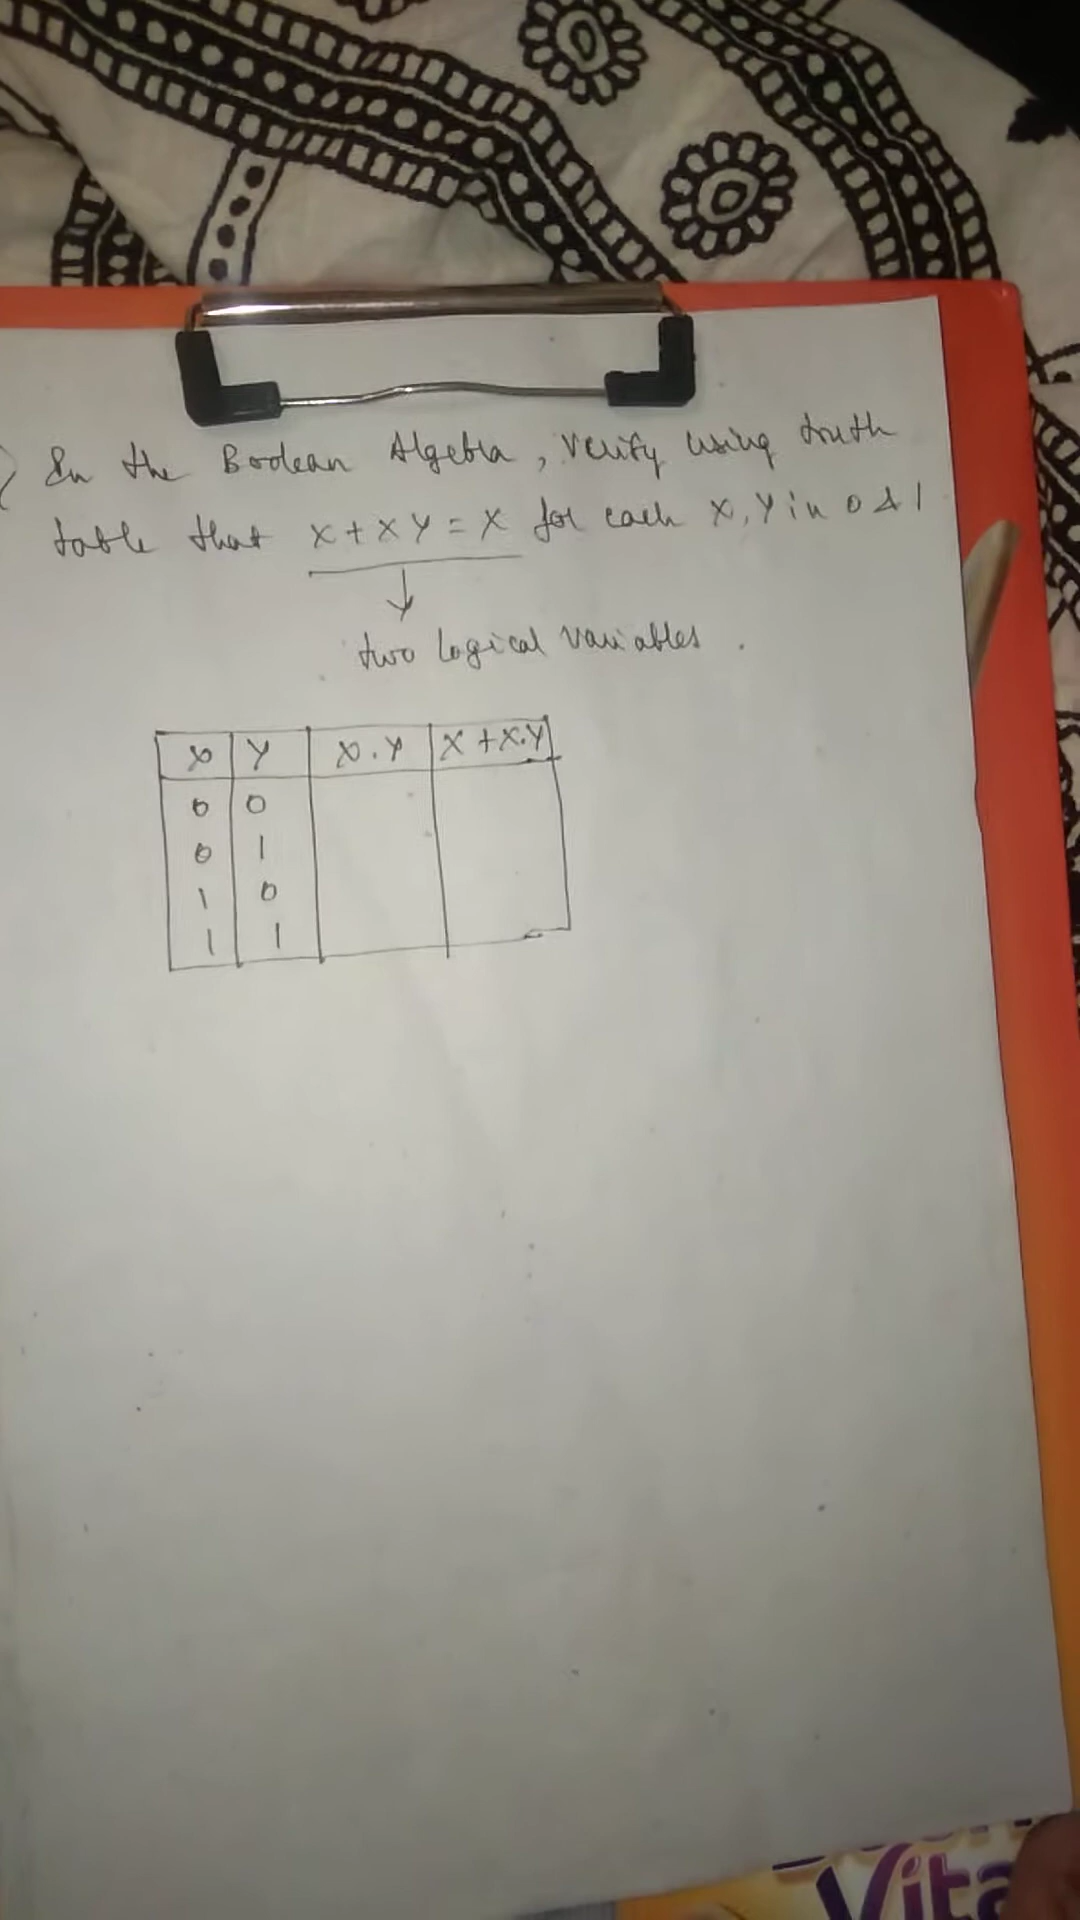 In the Boolean Algebra, Verify using truth
table that X + X Y = X for each X, Y in 0 & 1
two logical variables.
X Y X.Y X + X.Y
0 0
0 1
1 0
1 1
Vita